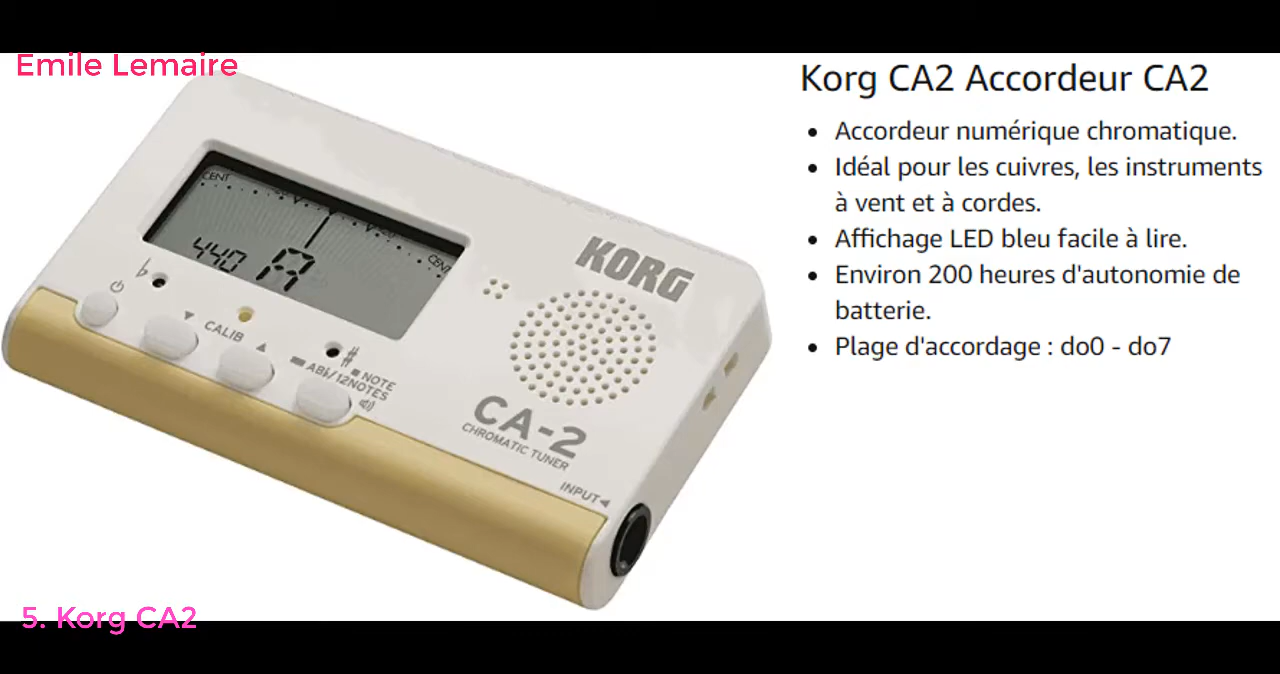 Emile Lemaire
Korg CA2 Accordeur CA2
Accordeur numérique chromatique.
Idéal pour les cuivres, les instruments
à vent et à cordes.
Affichage LED bleu facile à lire.
Environ 200 heures d'autonomie de
batterie.
Plage d'accordage : do0 - do7
CENT
CENT
440 A
KORG
CALIB
NOTE
AB♭/12NOTES
CA-2
CHROMATIC TUNER
INPUT
5. Korg CA2